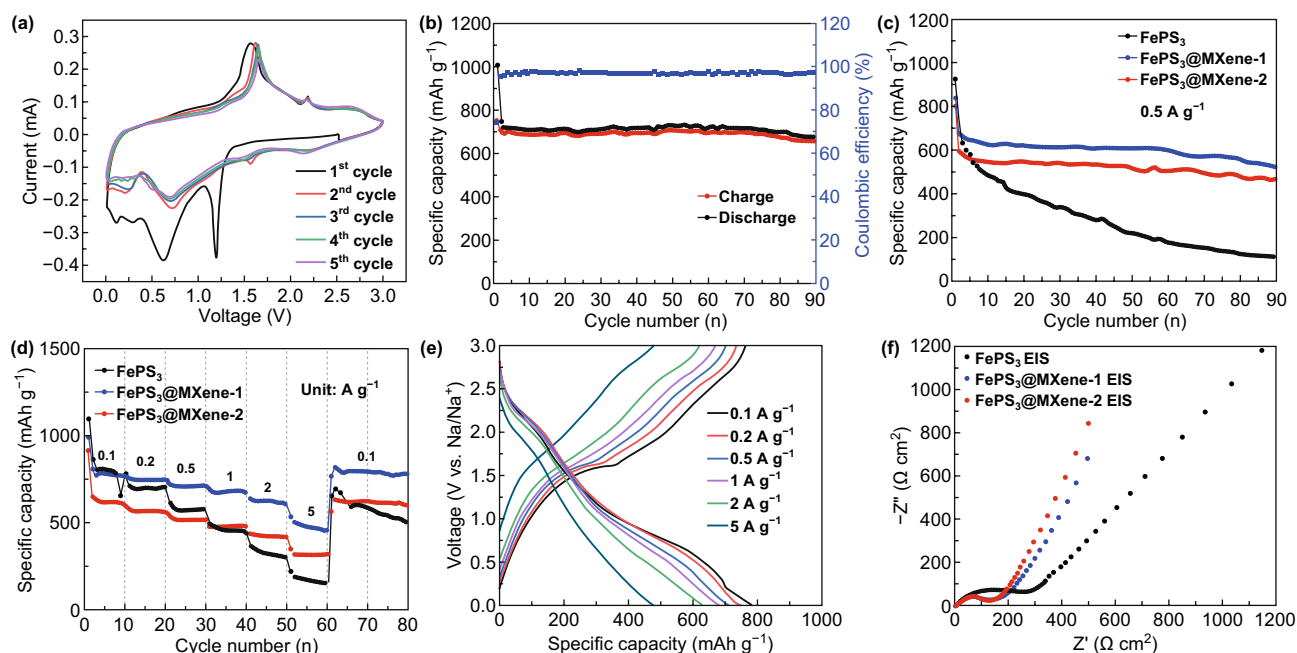 (a)
0.3
0.2
0.1
0.0
−0.1
−0.2
−0.3
−0.4
Current (mA)
1st cycle
2nd cycle
3rd cycle
4th cycle
5th cycle
0.0 0.5 1.0 1.5 2.0 2.5 3.0
Voltage (V)
(b)
1200
1000
800
600
400
200
0
Specific capacity (mAh g−1)
120
100
80
60
40
20
0
Coulombic efficiency (%)
Charge
Discharge
0 10 20 30 40 50 60 70 80 90
Cycle number (n)
(c)
1200
1000
800
600
400
200
0
Specific capacity (mAh g−1)
FePS3
FePS3@MXene-1
FePS3@MXene-2
0.5 A g−1
0 10 20 30 40 50 60 70 80 90
Cycle number (n)
(d)
1500
1000
500
0
Specific capacity (mAh g−1)
FePS3
FePS3@MXene-1
FePS3@MXene-2
Unit: A g−1
0.1 0.2 0.5 1 2 5 0.1
0 10 20 30 40 50 60 70 80
Cycle number (n)
(e)
3.0
2.5
2.0
1.5
1.0
0.5
0.0
Voltage (V vs. Na/Na+)
0.1 A g−1
0.2 A g−1
0.5 A g−1
1 A g−1
2 A g−1
5 A g−1
0 200 400 600 800 1000
Specific capacity (mAh g−1)
(f)
1200
1000
800
600
400
200
0
−Z″ (Ω cm2)
FePS3 EIS
FePS3@MXene-1 EIS
FePS3@MXene-2 EIS
0 200 400 600 800 1000 1200
Z′ (Ω cm2)